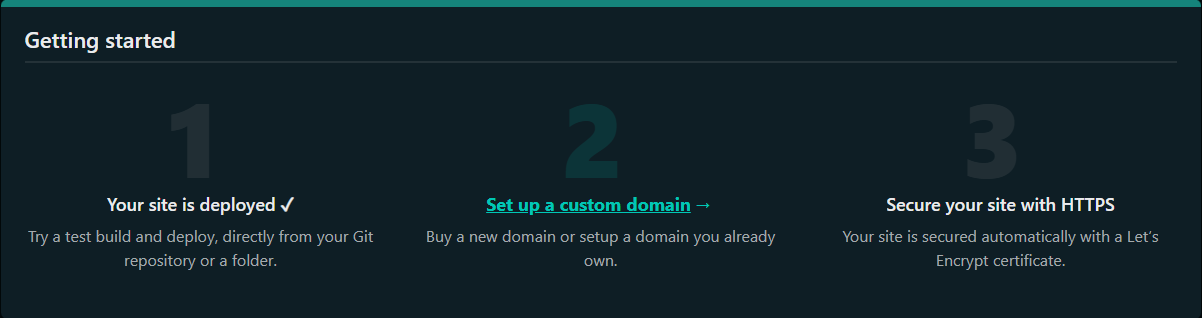 Getting started
1
2
3
Your site is deployed ✓
Set up a custom domain →
Secure your site with HTTPS
Try a test build and deploy, directly from your Git
repository or a folder.
Buy a new domain or setup a domain you already
own.
Your site is secured automatically with a Let's
Encrypt certificate.